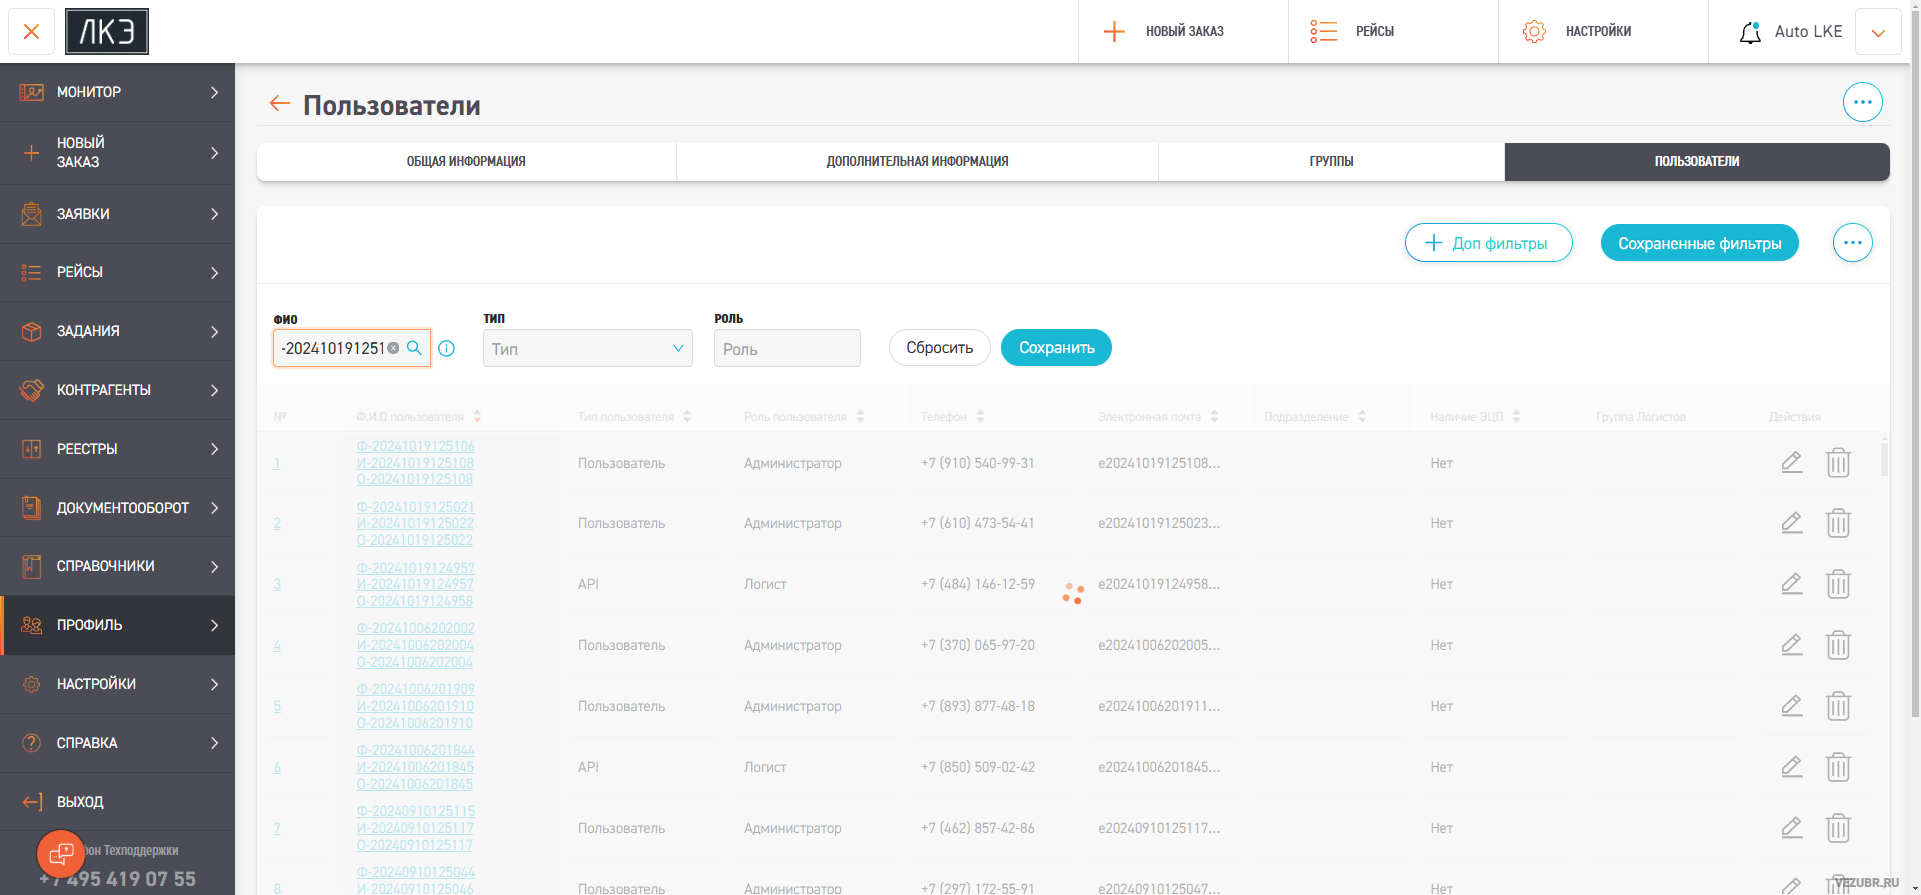 ЛКЭ
НОВЫЙ ЗАКАЗ
РЕЙСЫ
НАСТРОЙКИ
Auto LKE
МОНИТОР
НОВЫЙ
ЗАКАЗ
ЗАЯВКИ
РЕЙСЫ
ЗАДАНИЯ
КОНТРАГЕНТЫ
РЕЕСТРЫ
ДОКУМЕНТООБОРОТ
СПРАВОЧНИКИ
ПРОФИЛЬ
НАСТРОЙКИ
СПРАВКА
ВЫХОД
фон Техподдержки
+7 495 419 07 55
Пользователи
ОБЩАЯ ИНФОРМАЦИЯ
ДОПОЛНИТЕЛЬНАЯ ИНФОРМАЦИЯ
ГРУППЫ
ПОЛЬЗОВАТЕЛИ
Доп фильтры
Сохраненные фильтры
ФИО
ТИП
РОЛЬ
-202410191251
Тип
Роль
Сбросить
Сохранить
№ Ф.И.О пользователя Тип пользователя Роль пользователя Телефон Электронная почта Подразделение Наличие ЭЦП Группа Логистов Действия
Ф-20241019125106
1 И-20241019125108 Пользователь Администратор +7 (910) 540-99-31 e20241019125108... Нет
О-20241019125108
Ф-20241019125021
2 И-20241019125022 Пользователь Администратор +7 (610) 473-54-41 e20241019125023... Нет
О-20241019125022
Ф-20241019124957
3 И-20241019124957 API Логист +7 (484) 146-12-59 e20241019124958... Нет
О-20241019124958
Ф-20241006202002
4 И-20241006202004 Пользователь Администратор +7 (370) 065-97-20 e20241006202005... Нет
О-20241006202004
Ф-20241006201909
5 И-20241006201910 Пользователь Администратор +7 (893) 877-48-18 e20241006201911... Нет
О-20241006201910
Ф-20241006201844
6 И-20241006201845 API Логист +7 (850) 509-02-42 e20241006201845... Нет
О-20241006201845
Ф-20240910125115
7 И-20240910125117 Пользователь Администратор +7 (462) 857-42-86 e20240910125117... Нет
О-20240910125117
Ф-20240910125044
8 И-20240910125046 Пользователь Администратор +7 (297) 172-55-91 e20240910125047... Нет
VEZUBR.RU